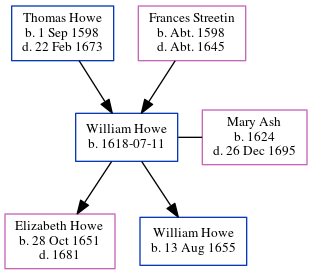 Thomas Howe
b. 1 Sep 1598
d. 22 Feb 1673
Frances Streetin
b. Abt. 1598
d. Abt. 1645
William Howe
b. 1618-07-11
Mary Ash
b. 1624
d. 26 Dec 1695
Elizabeth Howe
b. 28 Oct 1651
d. 1681
William Howe
b. 13 Aug 1655